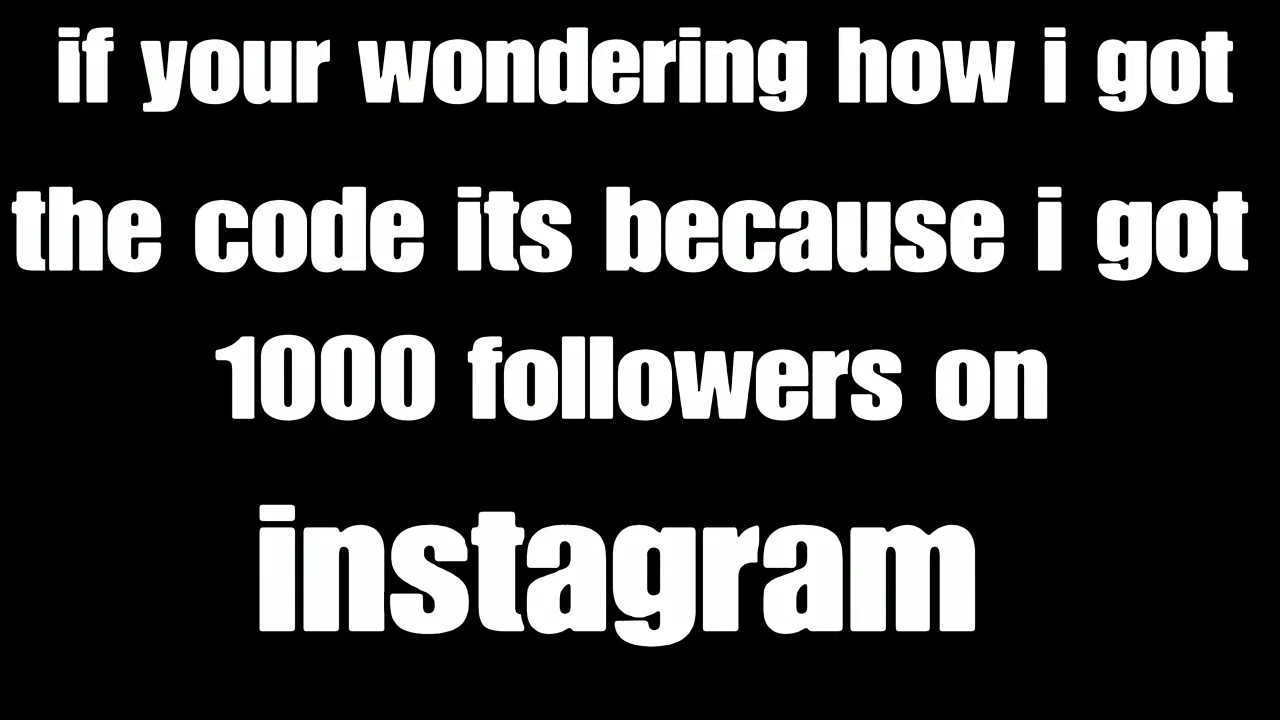 if your wondering how i got
the code its because i got
1000 followers on
instagram